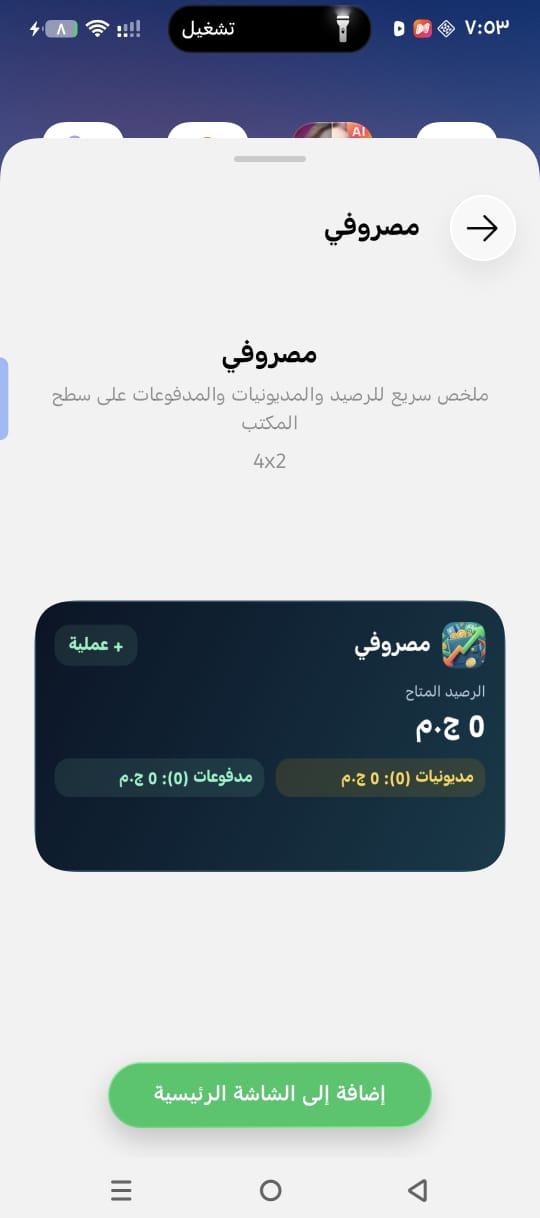 ٧:٥٣
تشغيل
٨
AI
مصروفي
مصروفي
ملخص سريع للرصيد والمديونيات والمدفوعات على سطح
المكتب
4x2
مصروفي
+ عملية
الرصيد المتاح
0 ج.م
مديونيات (0): 0 ج.م
مدفوعات (0): 0 ج.م
إضافة إلى الشاشة الرئيسية